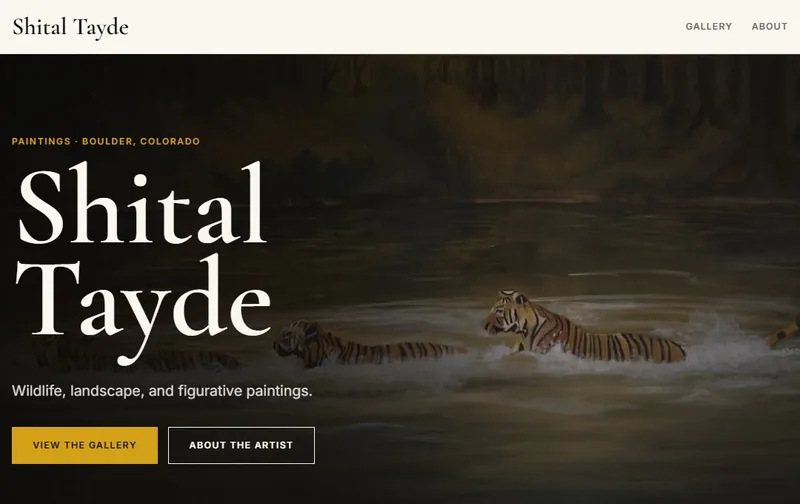 Shital Tayde
GALLERY ABOUT
PAINTINGS · BOULDER, COLORADO
Shital
Tayde
Wildlife, landscape, and figurative paintings.
VIEW THE GALLERY ABOUT THE ARTIST